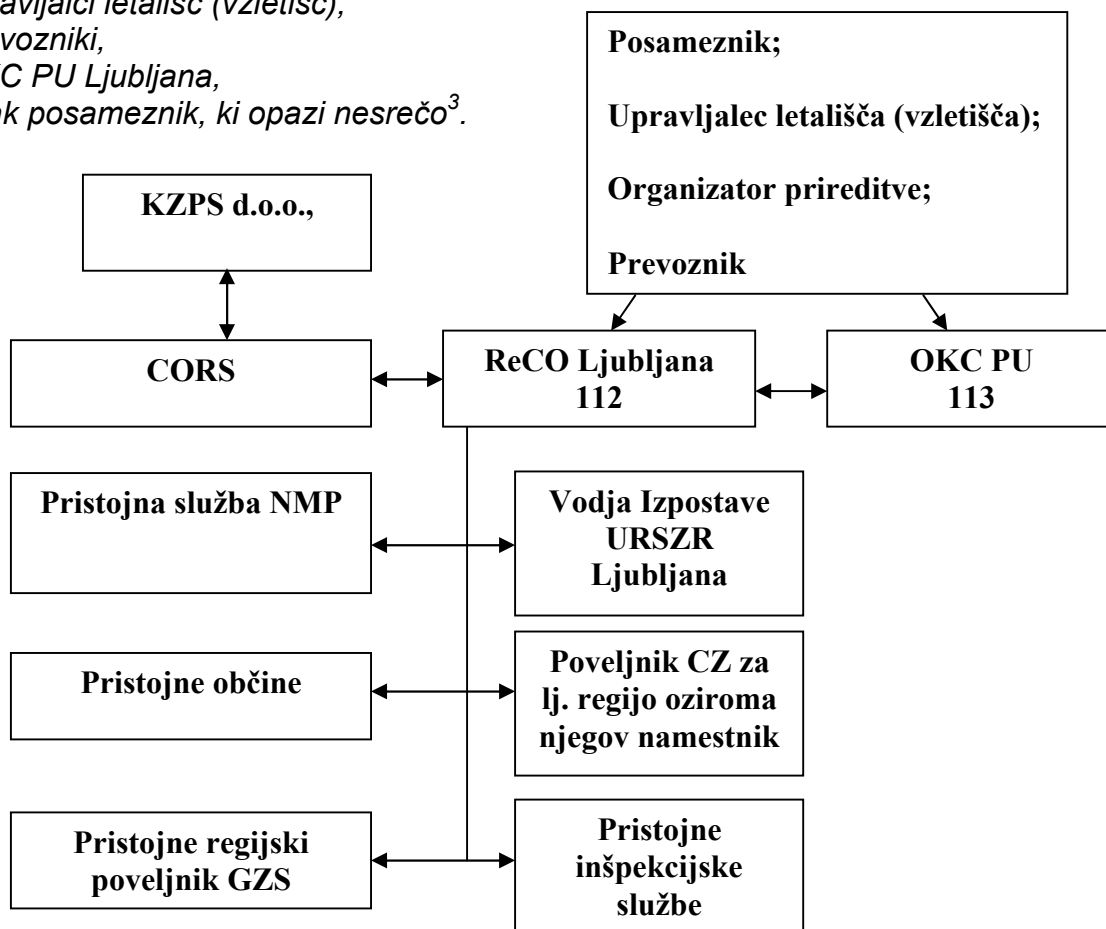 (vzletišč),
vozniki,
PU Ljubljana,
posameznik, ki opazi nesrečo3.
Posameznik;
Upravljalec letališča (vzletišča);
Organizator prireditve;
Prevoznik
KZPS d.o.o.,
CORS
ReCO Ljubljana
112
OKC PU
113
Pristojna služba NMP
Vodja Izpostave
URSZR
Ljubljana
Pristojne občine
Poveljnik CZ za
lj. regijo oziroma
njegov namestnik
Pristojne regijski
poveljnik GZS
Pristojne
inšpekcijske
službe